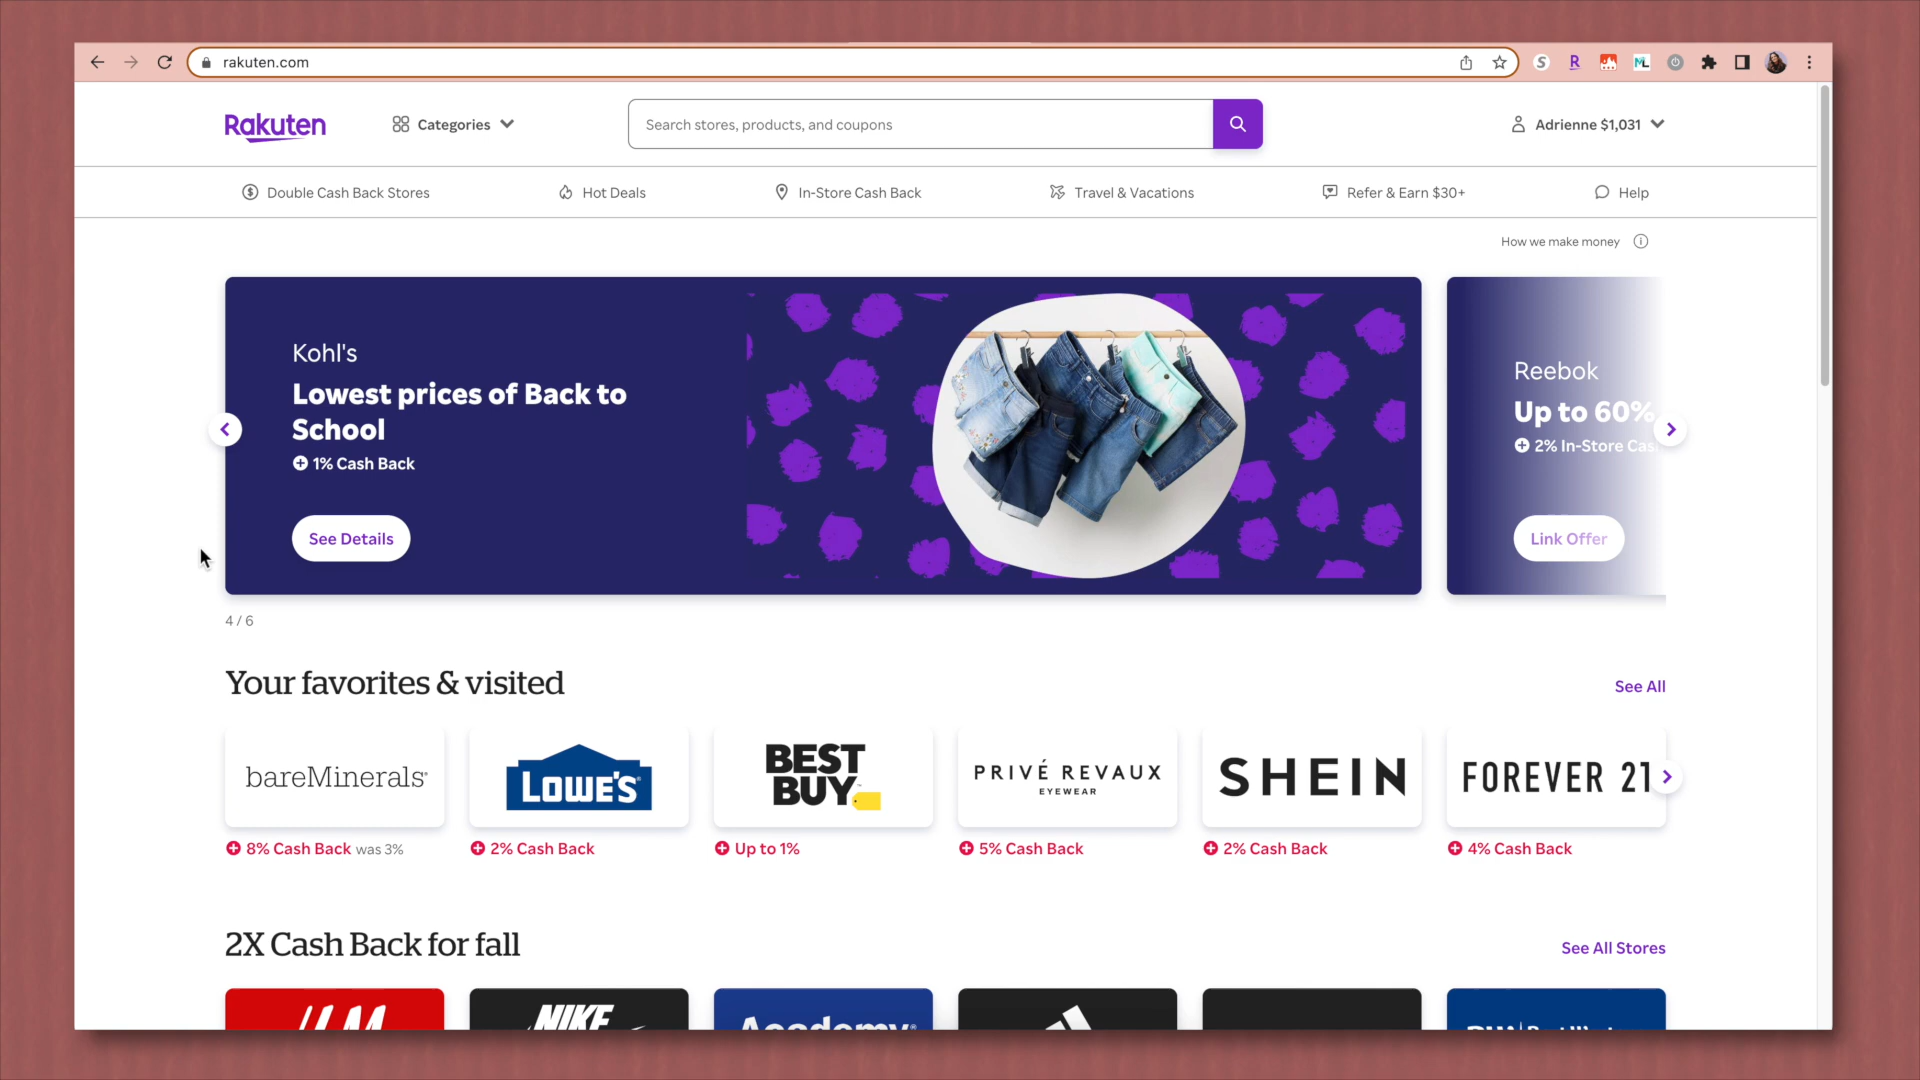 rakuten.com
S R ML
Rakuten
Categories
Search stores, products, and coupons
Adrienne $1,031
Double Cash Back Stores
Hot Deals
In-Store Cash Back
Travel & Vacations
Refer & Earn $30+
Help
How we make money
Kohl's
Lowest prices of Back to
School
1% Cash Back
See Details
Reebok
Up to 60%
2% In-Store
Link Offer
4 / 6
Your favorites & visited
See All
bareMinerals
LOWE'S
BEST
BUY
PRIVÉ REVAUX
EYEWEAR
SHEIN
FOREVER 21
8% Cash Back was 3%
2% Cash Back
Up to 1%
5% Cash Back
2% Cash Back
4% Cash Back
2X Cash Back for fall
See All Stores
NIKE
Academy